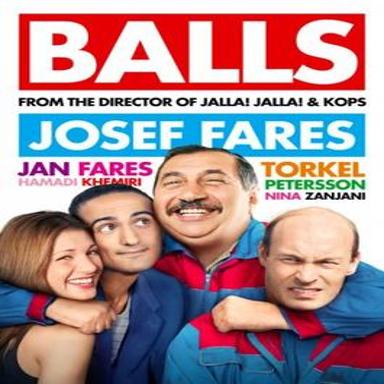 BALLS
FROM THE DIRECTOR OF JALLA! JALLA! & KOPS
JOSEF FARES
JAN FARES
HAMADI KHEMIRI
TORKEL
PETERSSON
NINA ZANJANI